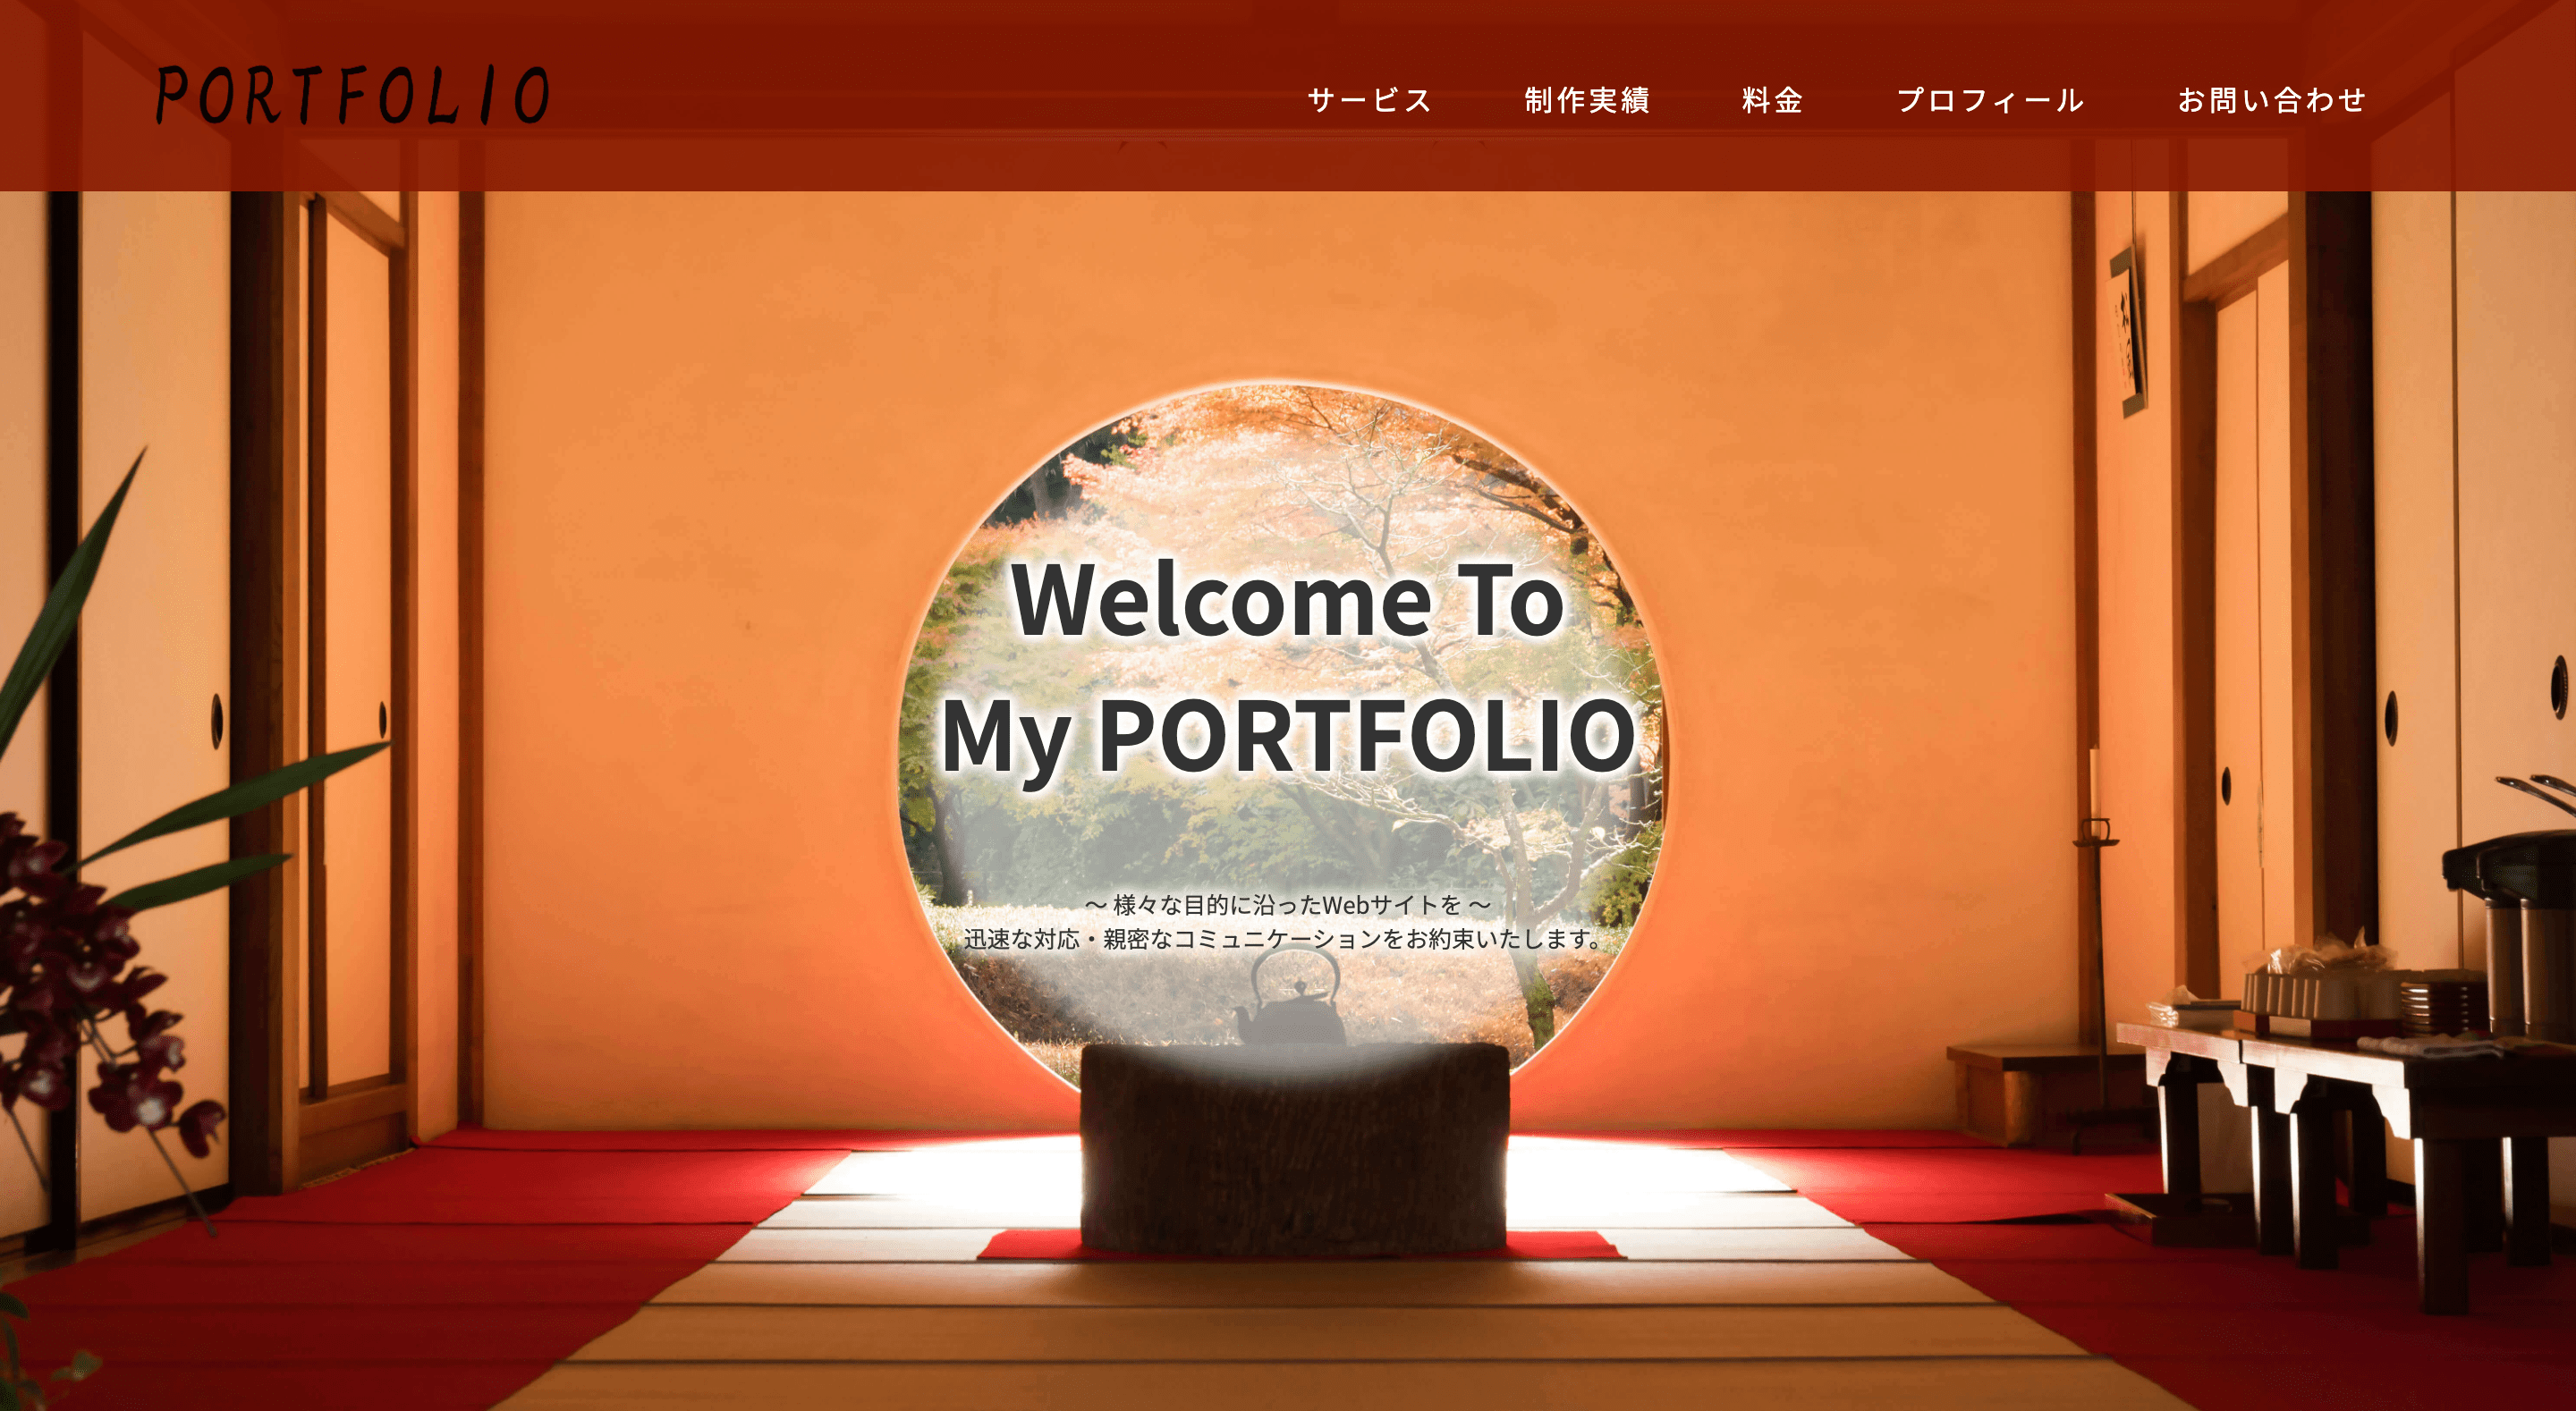 PORTFOLIO
サービス 制作実績 料金 プロフィール お問い合わせ
Welcome To
My PORTFOLIO
～ 様々な目的に沿ったWebサイトを ～
迅速な対応・親密なコミュニケーションをお約束いたします。